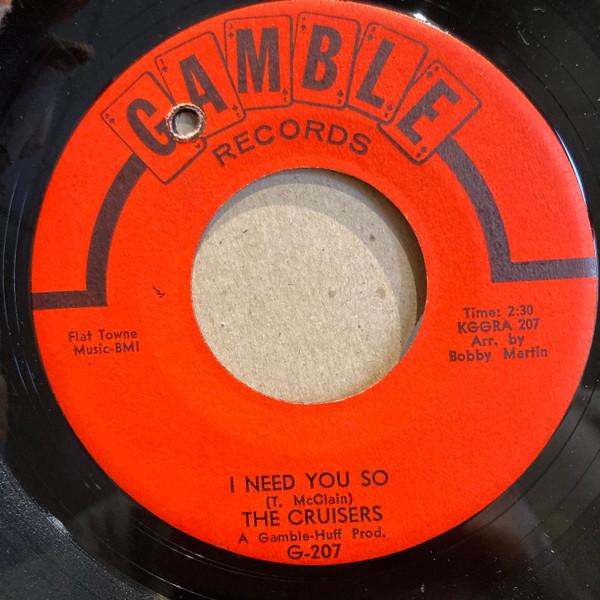 GAMBLE
RECORDS
Flat Towne
Music-BMI
Time: 2:30
KGGRA 207
Arr. by
Bobby Martin
I NEED YOU SO
(T. McClain)
THE CRUISERS
A Gamble-Huff Prod.
G-207